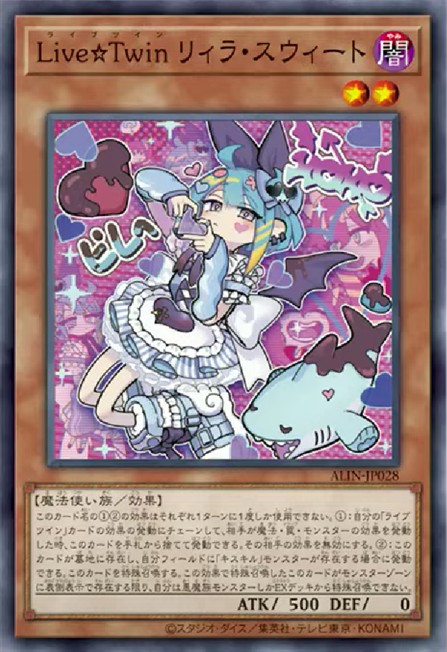 ライブツイン
Live☆Twin リィラ・スウィート
やみ
闇
ALIN-JP028
【魔法使い族／効果】
このカード名の①②の効果はそれぞれ1ターンに1度しか使用できない。①：自分の「ライブ
ツイン」カードの効果の発動にチェーンして、相手が魔法・罠・モンスターの効果を発動
した時、このカードを手札から捨てて発動できる。その相手の効果を無効にする。②：この
カードが墓地に存在し、自分フィールドに「キスキル」モンスターが存在する場合に発動
できる。このカードを特殊召喚する。この効果で特殊召喚したこのカードがモンスターゾーン
に表側表示で存在する限り、自分は悪魔族モンスターしかEXデッキから特殊召喚できない。
ATK/ 500 DEF/ 0
©スタジオ・ダイス／集英社・テレビ東京・KONAMI